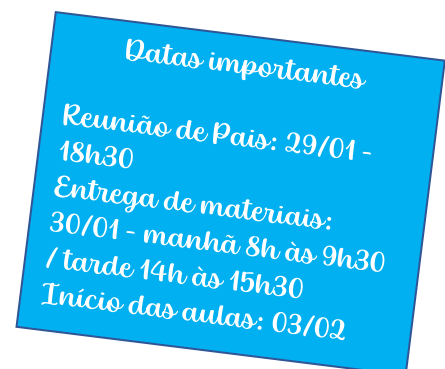 Datas importantes
Reunião de Pais: 29/01 -
18h30
Entrega de materiais:
30/01 - manhã 8h às 9h30
/ tarde 14h às 15h30
Início das aulas: 03/02